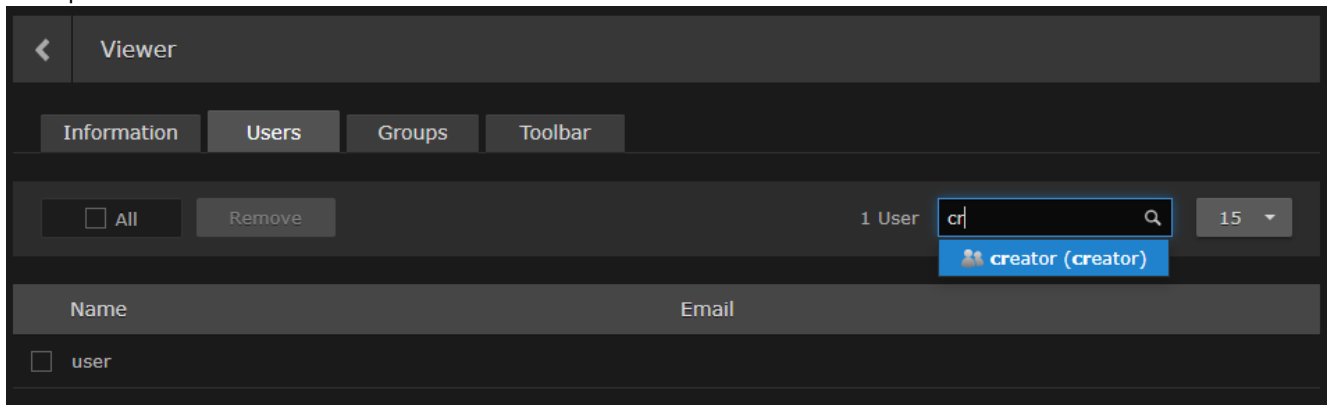 Viewer
Information Users Groups Toolbar
All Remove 1 User cr 15
creator (creator)
Name Email
user